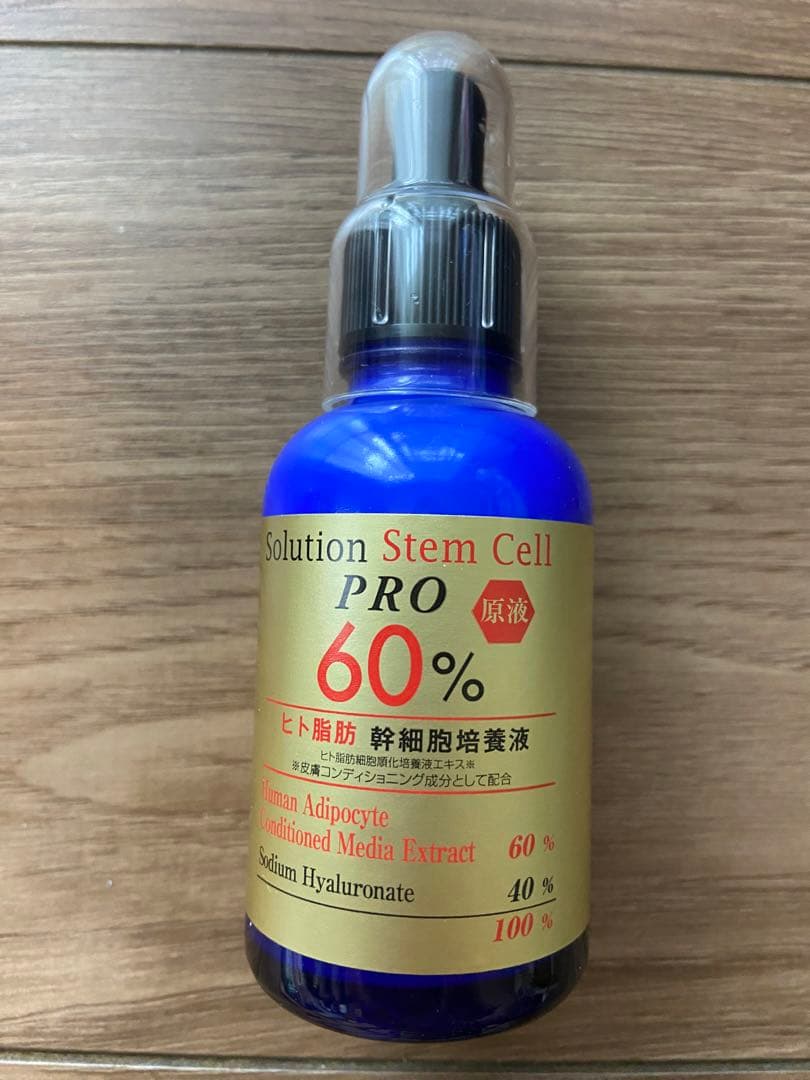 Solution Stem Cell
PRO
原液
60%
ヒト脂肪 幹細胞培養液
ヒト脂肪細胞順化培養液エキス※
※皮膚コンディショニング成分として配合
Human Adipocyte
Conditioned Media Extract 60 %
Sodium Hyaluronate 40 %
100 %